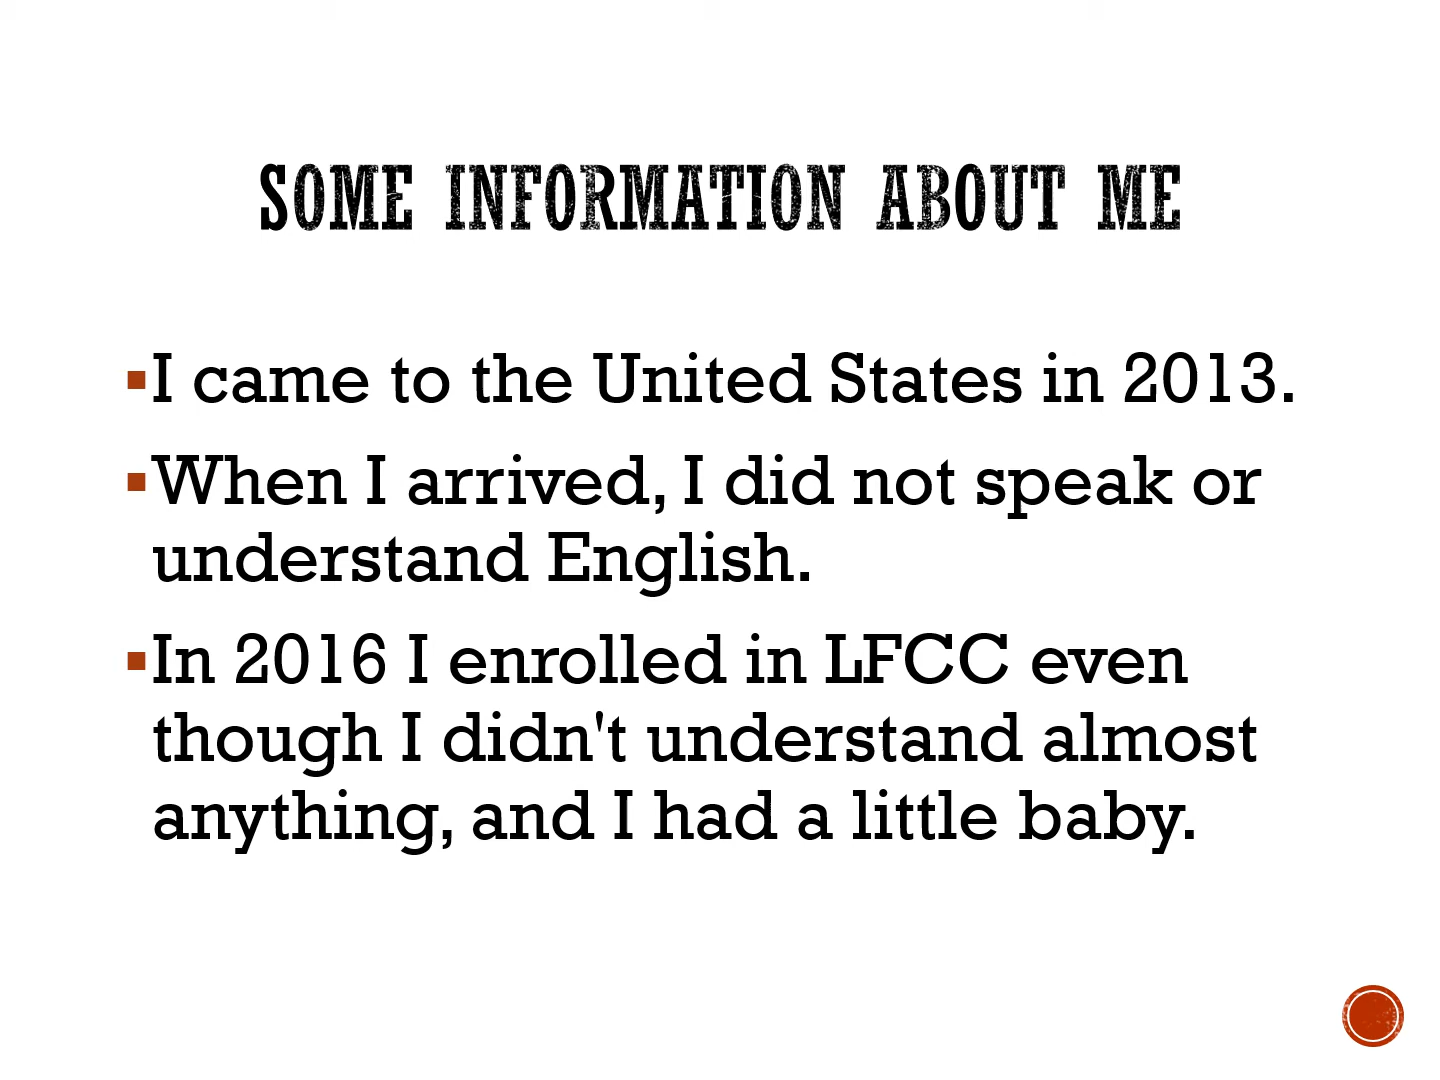 SOME INFORMATION ABOUT ME
▪I came to the United States in 2013.
▪When I arrived, I did not speak or
understand English.
▪In 2016 I enrolled in LFCC even
though I didn't understand almost
anything, and I had a little baby.